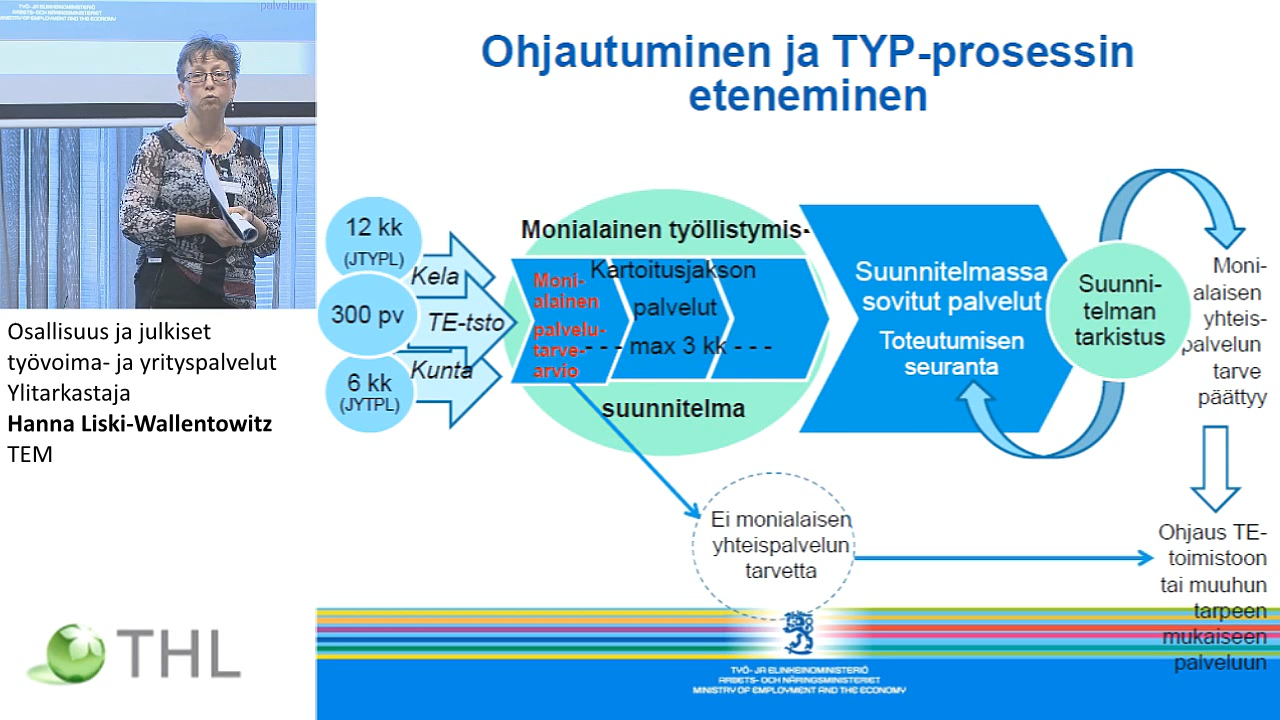 palveluun
TYÖ- JA ELINKEINOMINISTERIÖ
ARBETS- OCH NÄRINGSMINISTERIET
MINISTRY OF EMPLOYMENT AND THE ECONOMY
Osallisuus ja julkiset
työvoima- ja yrityspalvelut
Ylitarkastaja
Hanna Liski-Wallentowitz
TEM
THL
Ohjautuminen ja TYP-prosessin
eteneminen
12 kk
(JTYPL)
300 pv
6 kk
(JYTPL)
Kela
TE-tsto
Kunta
Monialainen työllistymis-
Moni-
alainen
palvelu-
tarve-
arvio
Kartoitusjakson
palvelut
- - - max 3 kk - - -
suunnitelma
Suunnitelmassa
sovitut palvelut
Toteutumisen
seuranta
Suunni-
telman
tarkistus
Moni-
alaisen
yhteis-
palvelun
tarve
päättyy
Ei monialaisen
yhteispalvelun
tarvetta
Ohjaus TE-
toimistoon
tai muuhun
tarpeen
mukaiseen
palveluun
TYÖ- JA ELINKEINOMINISTERIÖ
ARBETS- OCH NÄRINGSMINISTERIET
MINISTRY OF EMPLOYMENT AND THE ECONOMY